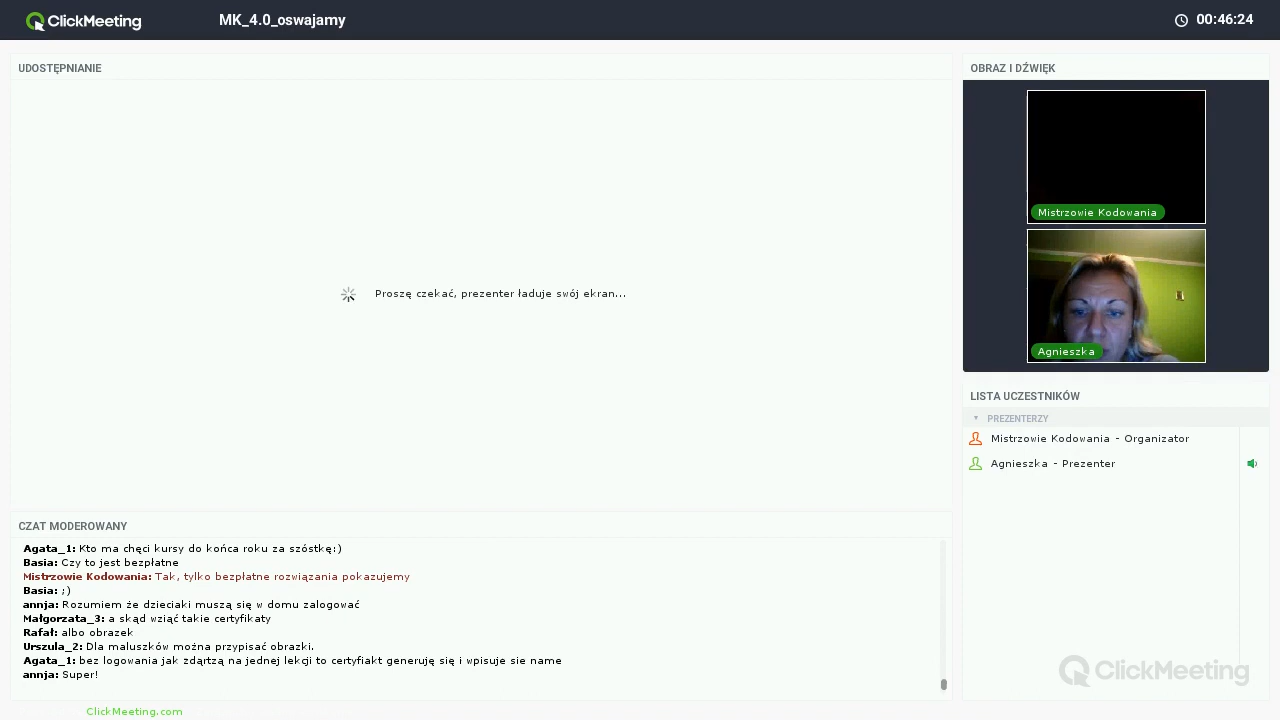 ClickMeeting
MK_4.0_oswajamy
00:46:24
UDOSTĘPNIANIE
Proszę czekać, prezenter ładuje swój ekran...
OBRAZ I DŹWIĘK
Mistrzowie Kodowania
Agnieszka
LISTA UCZESTNIKÓW
PREZENTERZY
Mistrzowie Kodowania - Organizator
Agnieszka - Prezenter
CZAT MODEROWANY
Agata_1: Kto ma chęci kursy do końca roku za szóstkę:)
Basia: Czy to jest bezpłatne
Mistrzowie Kodowania: Tak, tylko bezpłatne rozwiązania pokazujemy
Basia: ;)
annja: Rozumiem że dzieciaki muszą się w domu zalogować
Małgorzata_3: a skąd wziąć takie certyfikaty
Rafał: albo obrazek
Urszula_2: Dla maluszków można przypisać obrazki.
Agata_1: bez logowania jak zdąrtzą na jednej lekcji to certyfiakt generuję się i wpisuje sie name
annja: Super!
ClickMeeting
ClickMeeting.com